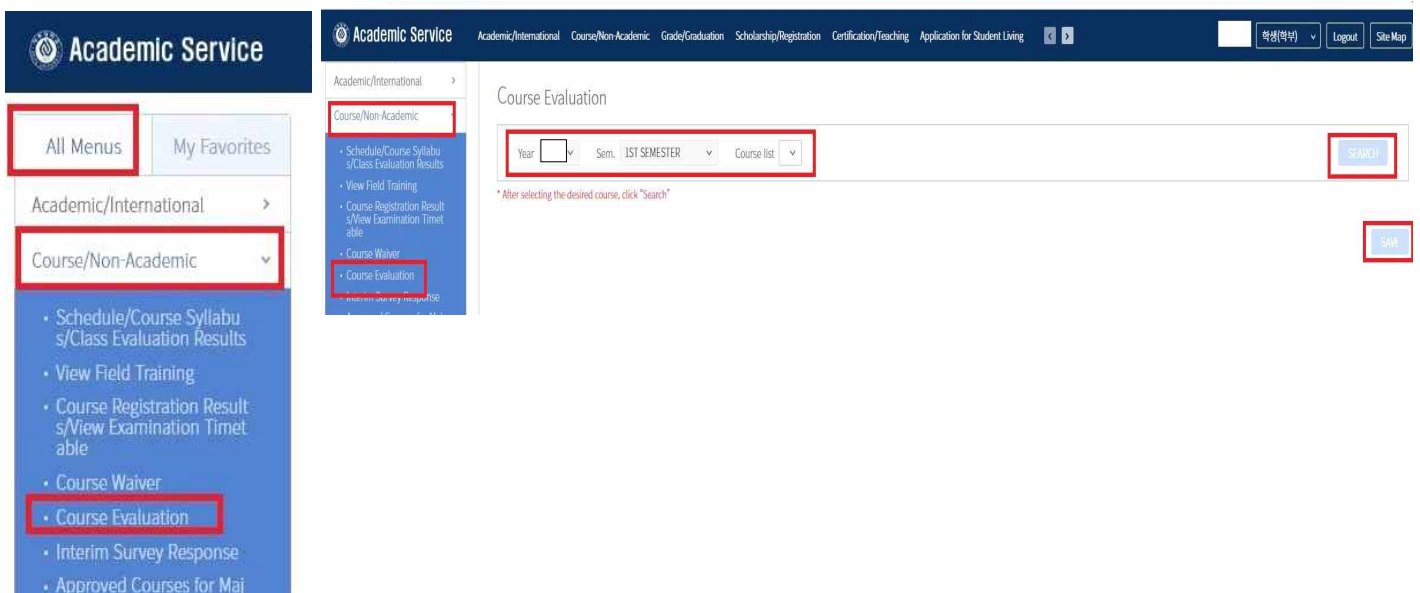 Academic Service
All Menus
My Favorites
Academic/International >
Course/Non-Academic
• Schedule/Course Syllabu
s/Class Evaluation Results
• View Field Training
• Course Registration Result
s/View Examination Timet
able
• Course Waiver
• Course Evaluation
• Interim Survey Response
• Approved Courses for Maj
Academic Service Academic/International Course/Non-Academic Grade/Graduation Scholarship/Registration Certification/Teaching Application for Student Living < > 학생(학부) Logout Site Map
Academic/International >
Course/Non-Academic
• Schedule/Course Syllabu
s/Class Evaluation Results
• View Field Training
• Course Registration Result
s/View Examination Timet
able
• Course Waiver
• Course Evaluation
• Interim Survey Response
Course Evaluation
Year Sem. 1ST SEMESTER Course list SEARCH
* After selecting the desired course, click "Search"
SAVE